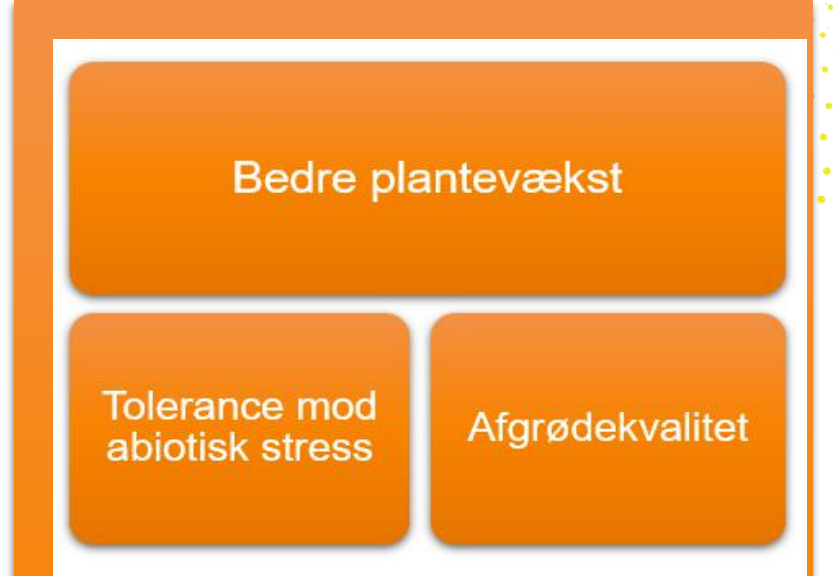 Bedre plantevækst
Tolerance mod
abiotisk stress
Afgrødekvalitet